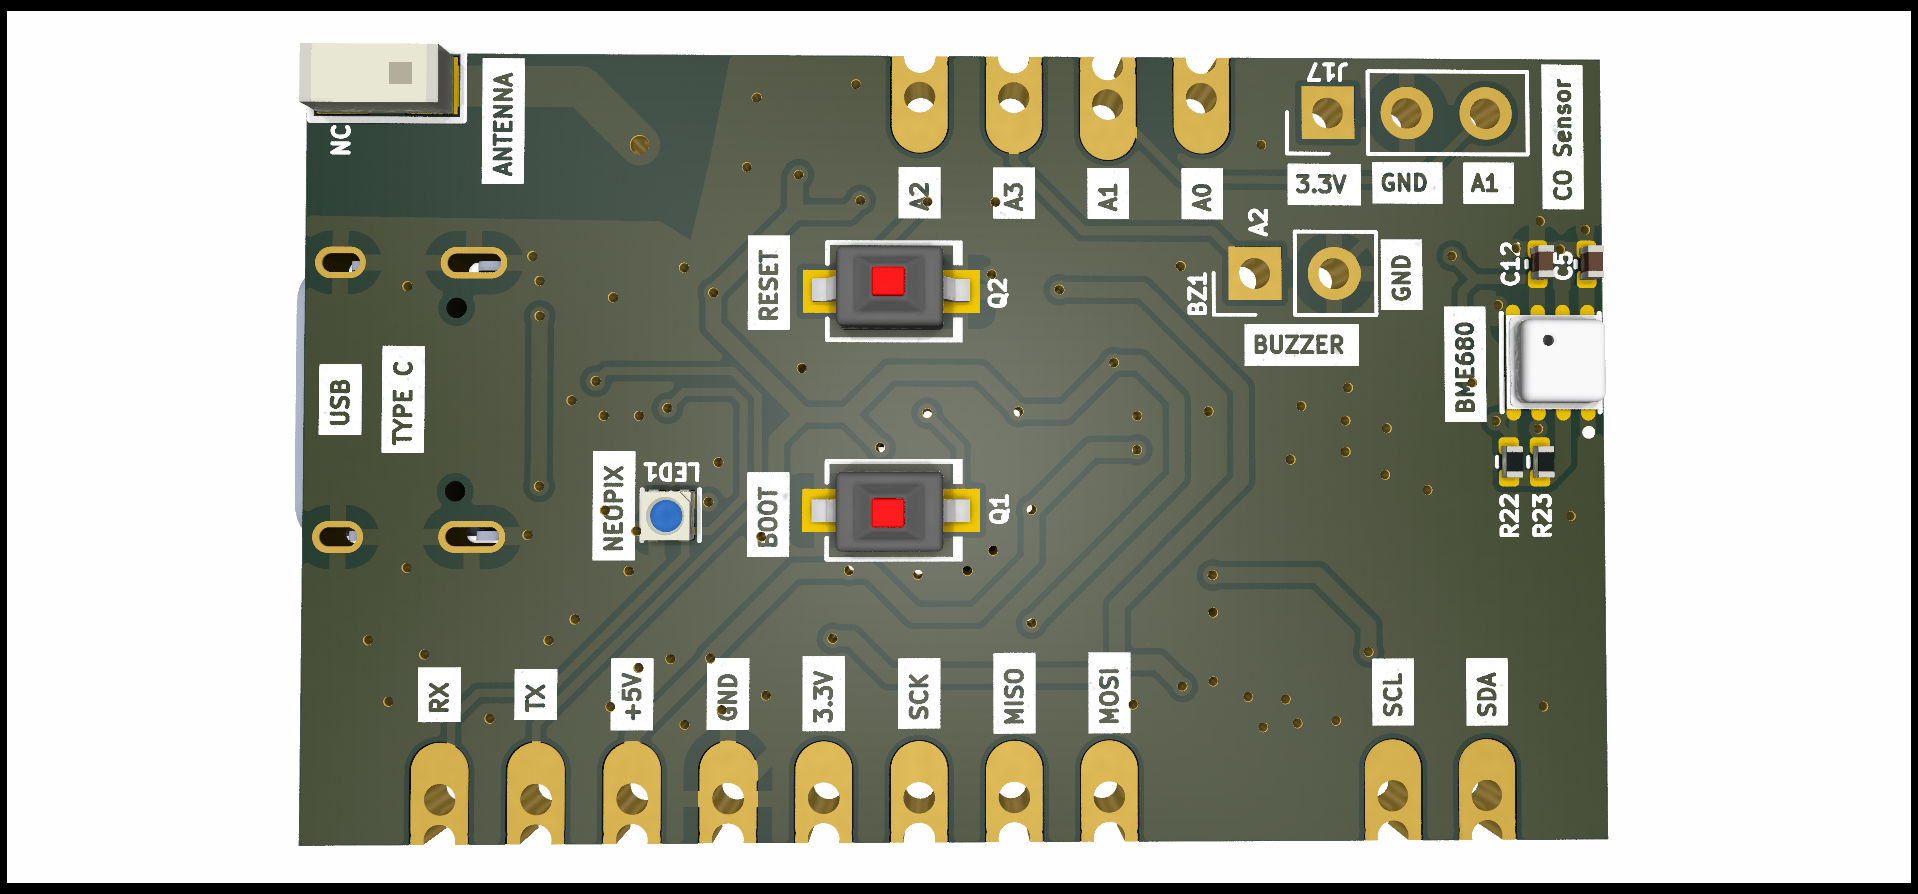 NC
ANTENNA
A2
A3
A1
A0
J17
3.3V
GND
A1
CO Sensor
RESET
Q2
BZ1
A2
GND
BUZZER
C12
C5
BME680
R22
R23
USB
TYPE C
NEOPIX
LED1
BOOT
Q1
RX
TX
+5V
GND
3.3V
SCK
MISO
MOSI
SCL
SDA